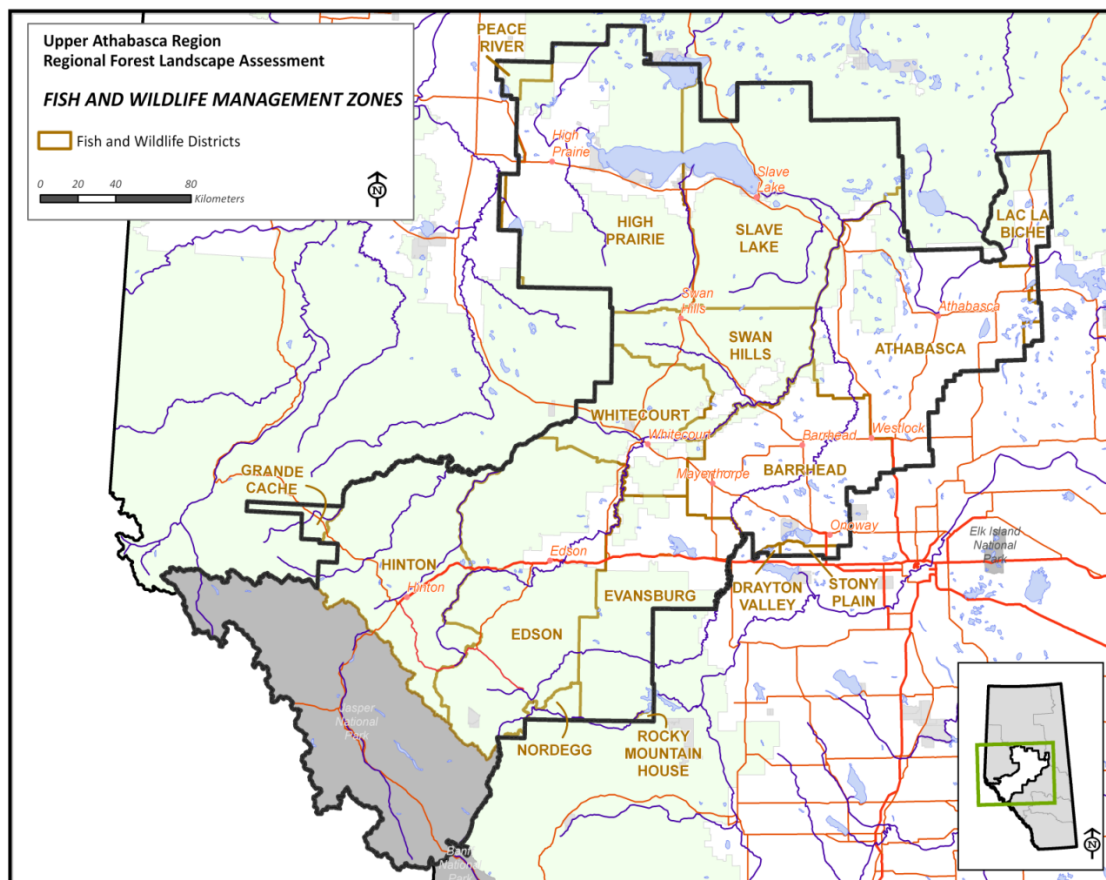 Upper Athabasca Region
Regional Forest Landscape Assessment
FISH AND WILDLIFE MANAGEMENT ZONES
Fish and Wildlife Districts
0 20 40 80
Kilometers
N
PEACE
RIVER
High
Prairie
Slave
Lake
LAC LA
BICHE
HIGH
PRAIRIE
SLAVE
LAKE
Swan
Hills
Athabasca
SWAN
HILLS
ATHABASCA
WHITECOURT
Whitecourt
Barrhead
Westlock
GRANDE
CACHE
Mayerthorpe
BARRHEAD
Onoway
Elk Island
National
Park
Edson
HINTON
Hinton
EVANSBURG
DRAYTON
VALLEY
STONY
PLAIN
EDSON
Jasper
National
Park
NORDEGG
ROCKY
MOUNTAIN
HOUSE
N